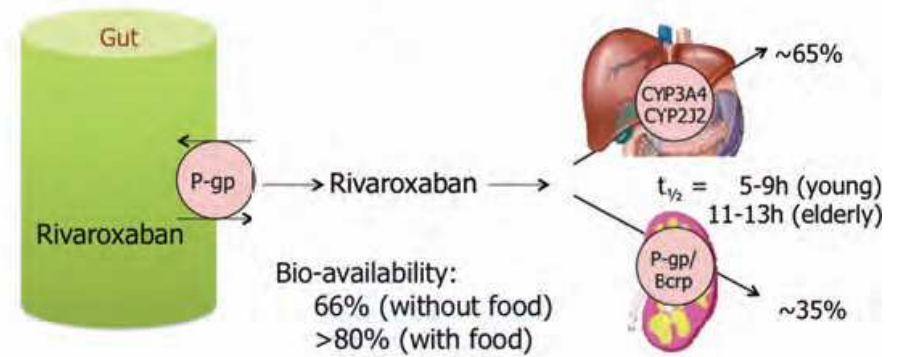 Gut
P-gp
Rivaroxaban
Rivaroxaban
Bio-availability:
66% (without food)
>80% (with food)
CYP3A4
CYP2J2
~65%
t½ = 5-9h (young)
11-13h (elderly)
P-gp/
Bcrp
~35%